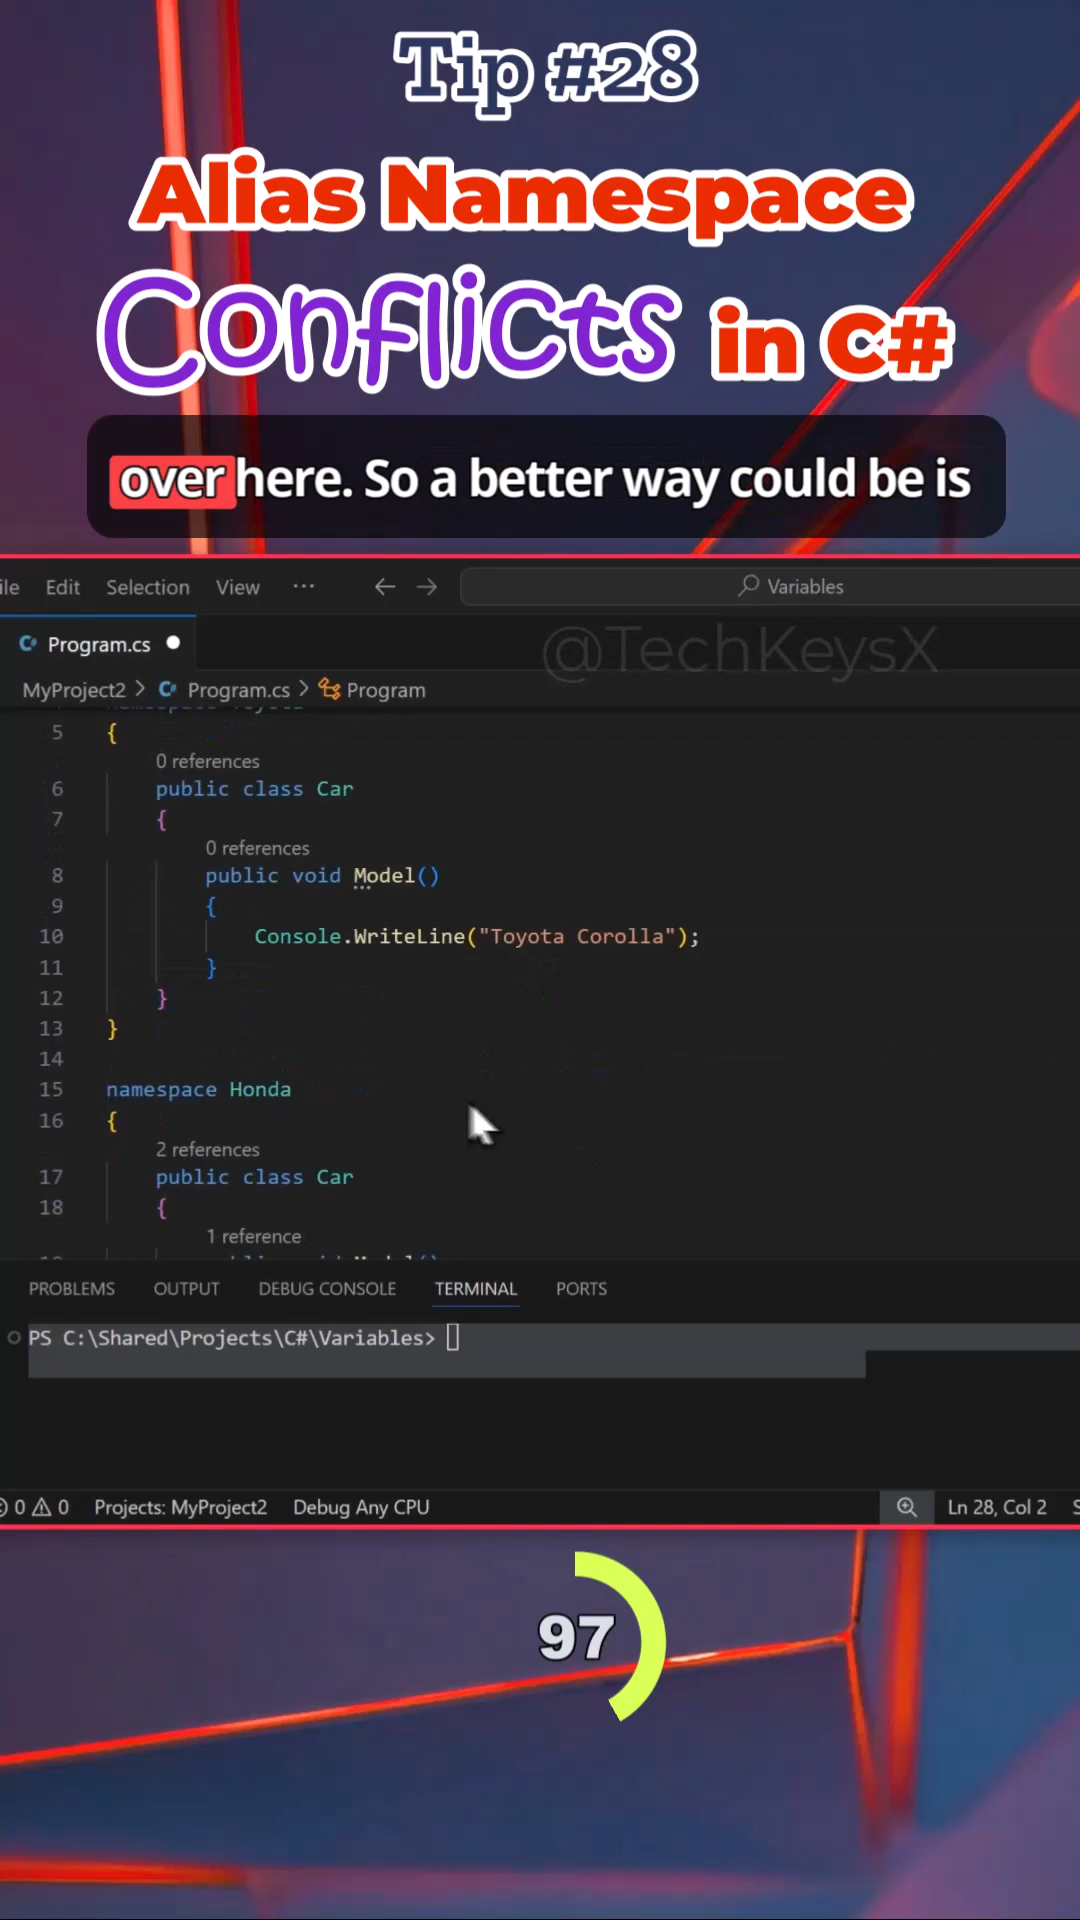 Tip #28
Alias Namespace
Conflicts in C#
over here. So a better way could be is
ile Edit Selection View ··· ← → Variables
Program.cs
@TechKeysX
MyProject2 > Program.cs > Program
namespace Toyota
5 {
0 references
6 public class Car
7 {
0 references
8 public void Model()
9 {
10 Console.WriteLine("Toyota Corolla");
11 }
12 }
13 }
14
15 namespace Honda
16 {
2 references
17 public class Car
18 {
1 reference
PROBLEMS OUTPUT DEBUG CONSOLE TERMINAL PORTS
PS C:\Shared\Projects\C#\Variables>
0 0 Projects: MyProject2 Debug Any CPU Ln 28, Col 2
97